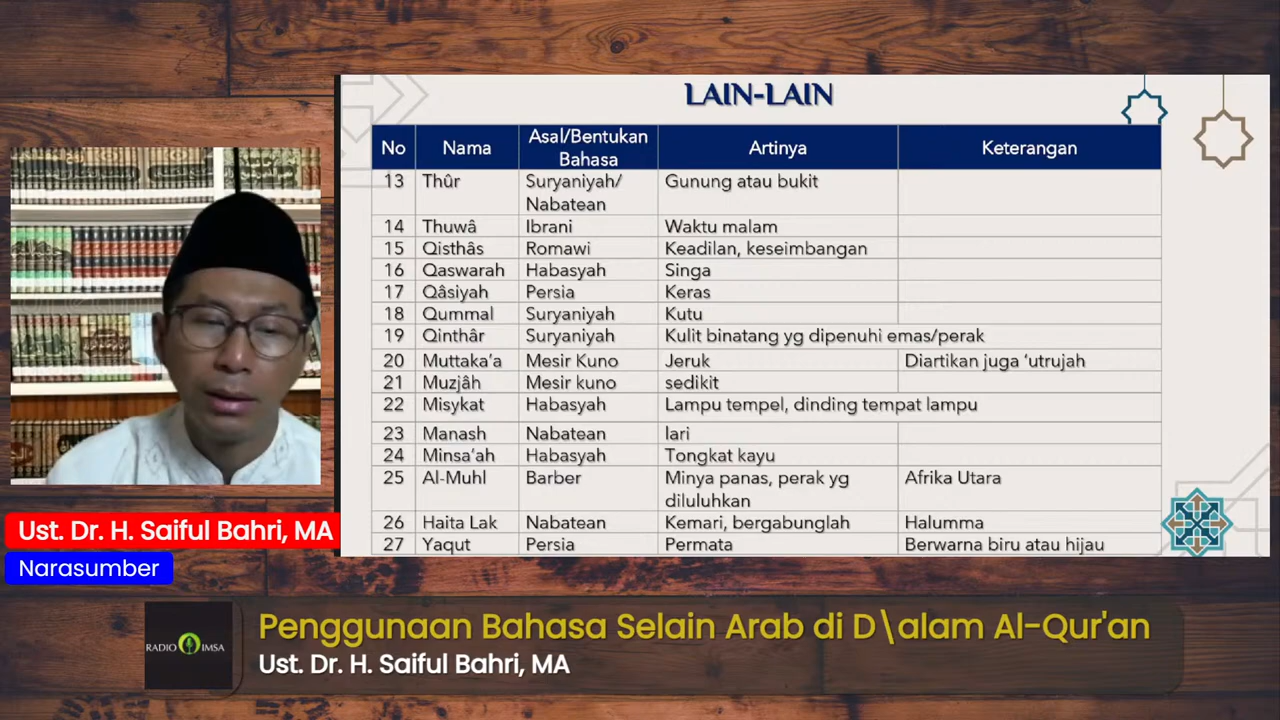 LAIN-LAIN
No Nama Asal/Bentukan Bahasa Artinya Keterangan
13 Thûr Suryaniyah/ Nabatean Gunung atau bukit
14 Thuwâ Ibrani Waktu malam
15 Qisthâs Romawi Keadilan, keseimbangan
16 Qaswarah Habasyah Singa
17 Qâsiyah Persia Keras
18 Qummal Suryaniyah Kutu
19 Qinthâr Suryaniyah Kulit binatang yg dipenuhi emas/perak
20 Muttaka'a Mesir Kuno Jeruk Diartikan juga 'utrujah
21 Muzjâh Mesir kuno sedikit
22 Misykat Habasyah Lampu tempel, dinding tempat lampu
23 Manash Nabatean lari
24 Minsa'ah Habasyah Tongkat kayu
25 Al-Muhl Barber Minya panas, perak yg diluluhkan Afrika Utara
26 Haita Lak Nabatean Kemari, bergabunglah Halumma
27 Yaqut Persia Permata Berwarna biru atau hijau
Ust. Dr. H. Saiful Bahri, MA
Narasumber
RADIO IMSA
Penggunaan Bahasa Selain Arab di D\alam Al-Qur'an
Ust. Dr. H. Saiful Bahri, MA